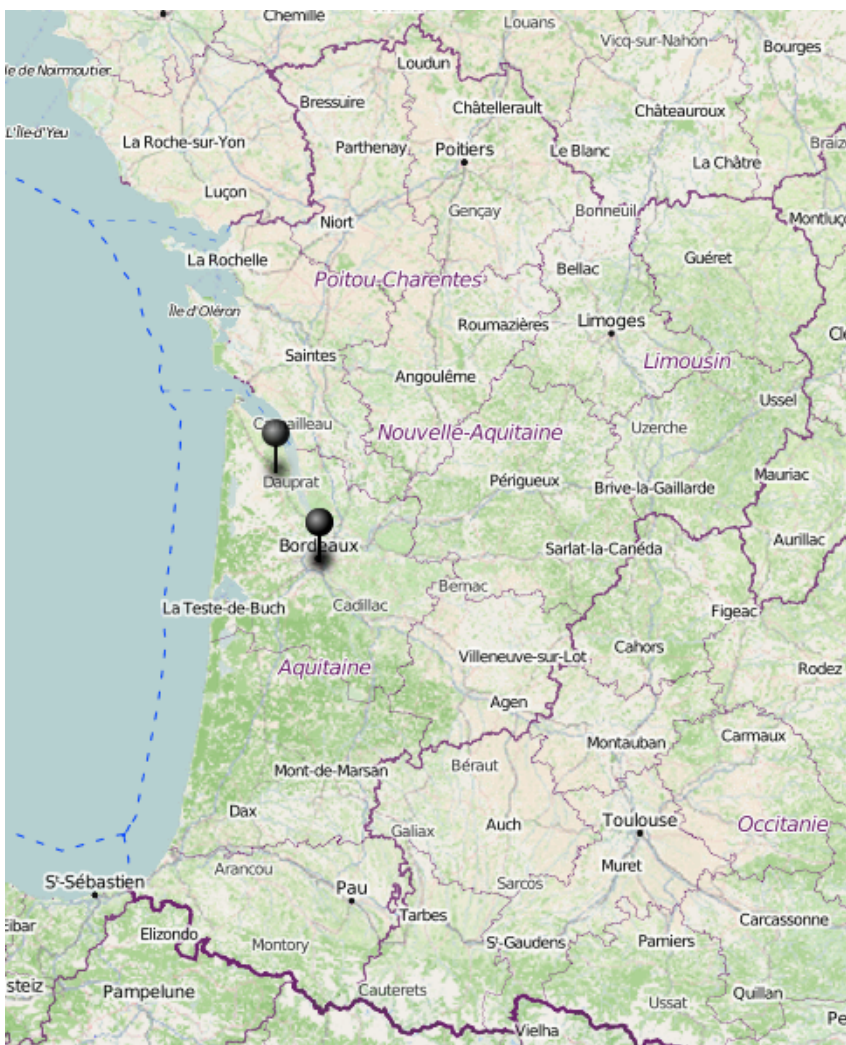 Chemille
Louans
Vicq-sur-Nahon
Bourges
Loudun
Île de Noirmoutier
Bressuire
Châtellerault
Châteauroux
L'Île-d'Yeu
La Roche-sur-Yon
Parthenay
Poitiers
Le Blanc
La Châtre
Luçon
Gençay
Bonneuil
Niort
La Rochelle
Bellac
Guéret
Poitou-Charentes
Île d'Oléron
Roumazières
Limoges
Saintes
Angoulême
Limousin
Ussel
Nouvelle-Aquitaine
Uzerche
Dauprat
Périgueux
Brive-la-Gaillarde
Mauriac
Bordeaux
Sarlat-la-Canéda
Aurillac
La Teste-de-Buch
Cadillac
Bernac
Figeac
Villeneuve-sur-Lot
Cahors
Aquitaine
Rodez
Agen
Montauban
Carmaux
Mont-de-Marsan
Béraut
Dax
Galiax
Auch
Toulouse
Occitanie
Arancou
Muret
St-Sébastien
Pau
Sarcos
Tarbes
Carcassonne
Elizondo
Montory
St-Gaudens
Pamiers
Pampelune
Cauterets
Ussat
Quillan
Vielha